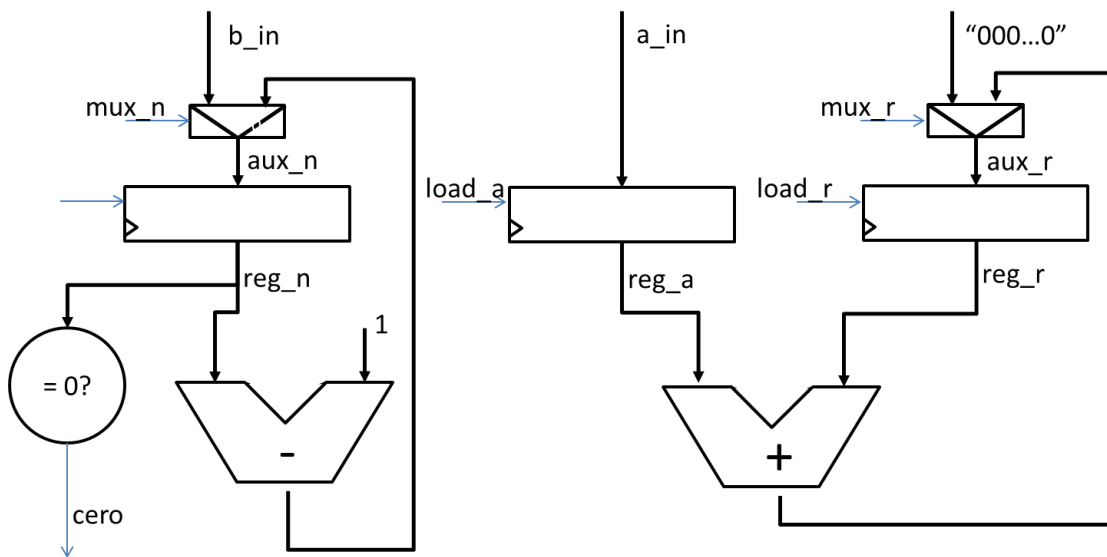 b_in
a_in
“000...0”
mux_n
mux_r
aux_n
aux_r
load_a
load_r
reg_n
reg_a
reg_r
1
= 0?
-
+
cero